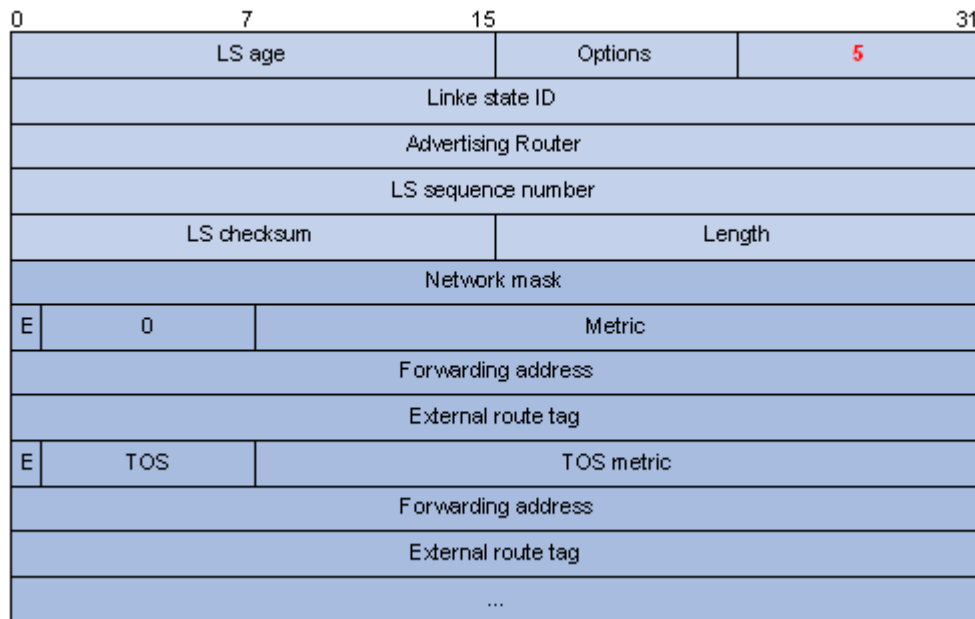 0 7 15 31
LS age Options 5
Linke state ID
Advertising Router
LS sequence number
LS checksum Length
Network mask
E 0 Metric
Forwarding address
External route tag
E TOS TOS metric
Forwarding address
External route tag
...